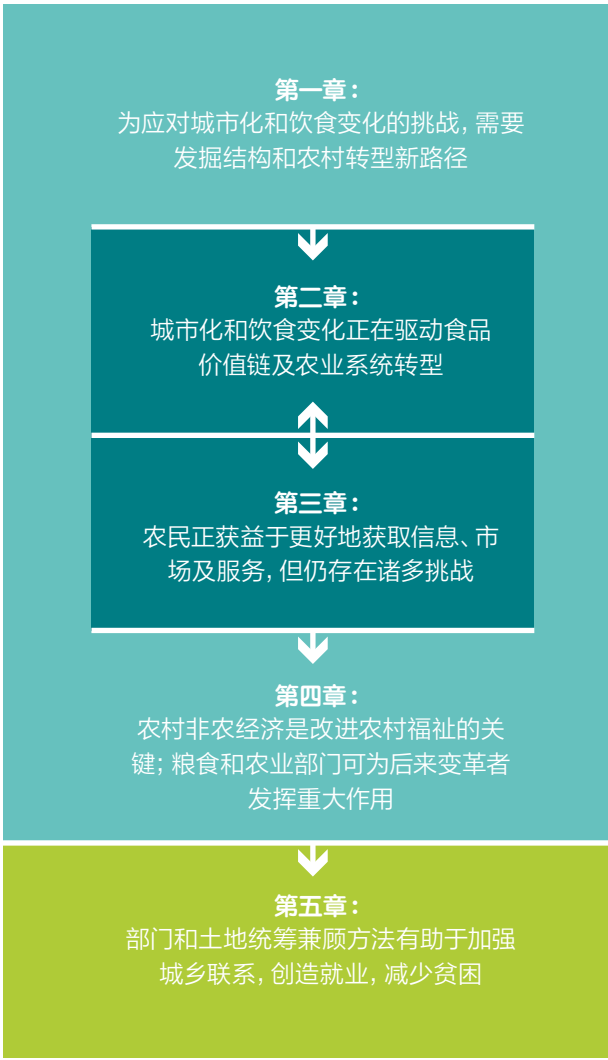 第一章：
为应对城市化和饮食变化的挑战，需要
发掘结构和农村转型新路径
第二章：
城市化和饮食变化正在驱动食品
价值链及农业系统转型
第三章：
农民正获益于更好地获取信息、市
场及服务，但仍存在诸多挑战
第四章：
农村非农经济是改进农村福祉的关
键；粮食和农业部门可为后来变革者
发挥重大作用
第五章：
部门和土地统筹兼顾方法有助于加强
城乡联系，创造就业，减少贫困